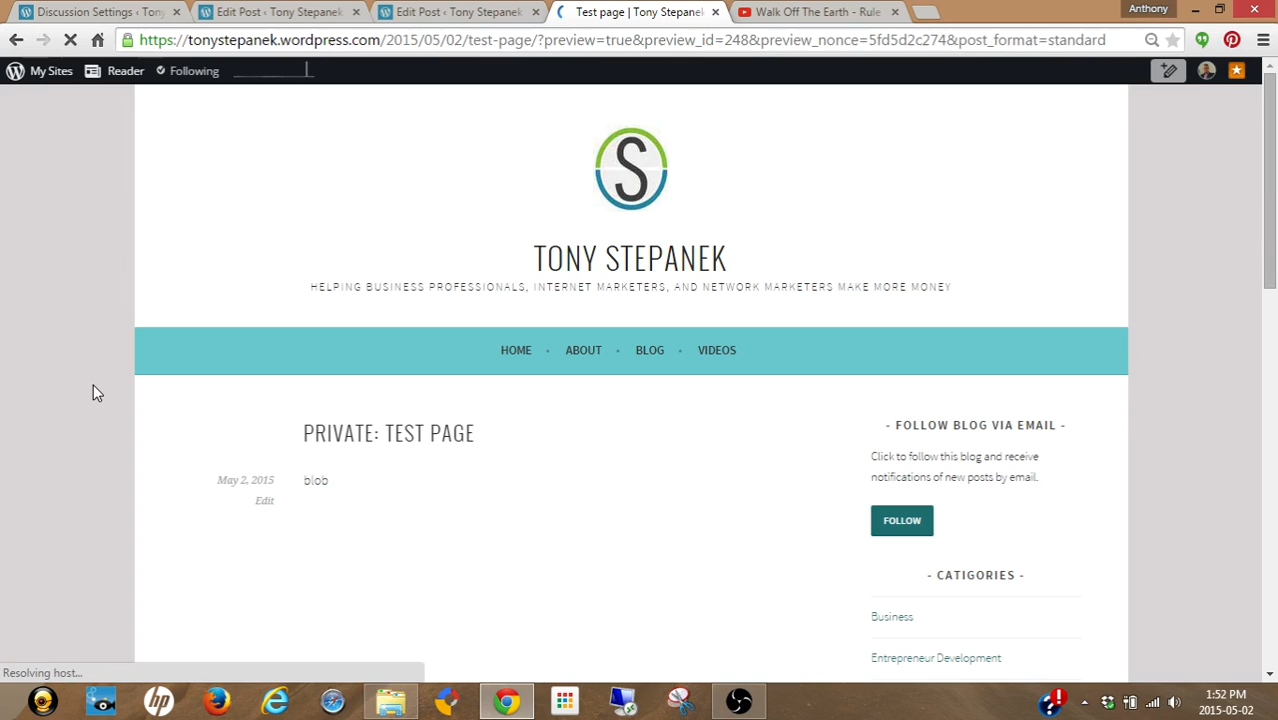 Discussion Settings ‹ Tony
Edit Post ‹ Tony Stepanek
Edit Post ‹ Tony Stepanek
Test page | Tony Stepanek
Walk Off The Earth - Rule
Anthony
https://tonystepanek.wordpress.com/2015/05/02/test-page/?preview=true&preview_id=248&preview_nonce=5fd5d2c274&post_format=standard
My Sites
Reader
Following
S
TONY STEPANEK
HELPING BUSINESS PROFESSIONALS, INTERNET MARKETERS, AND NETWORK MARKETERS MAKE MORE MONEY
HOME • ABOUT • BLOG • VIDEOS
PRIVATE: TEST PAGE
May 2, 2015
Edit
blob
- FOLLOW BLOG VIA EMAIL -
Click to follow this blog and receive
notifications of new posts by email.
FOLLOW
- CATIGORIES -
Business
Entrepreneur Development
Resolving host...
hp
1:52 PM
2015-05-02